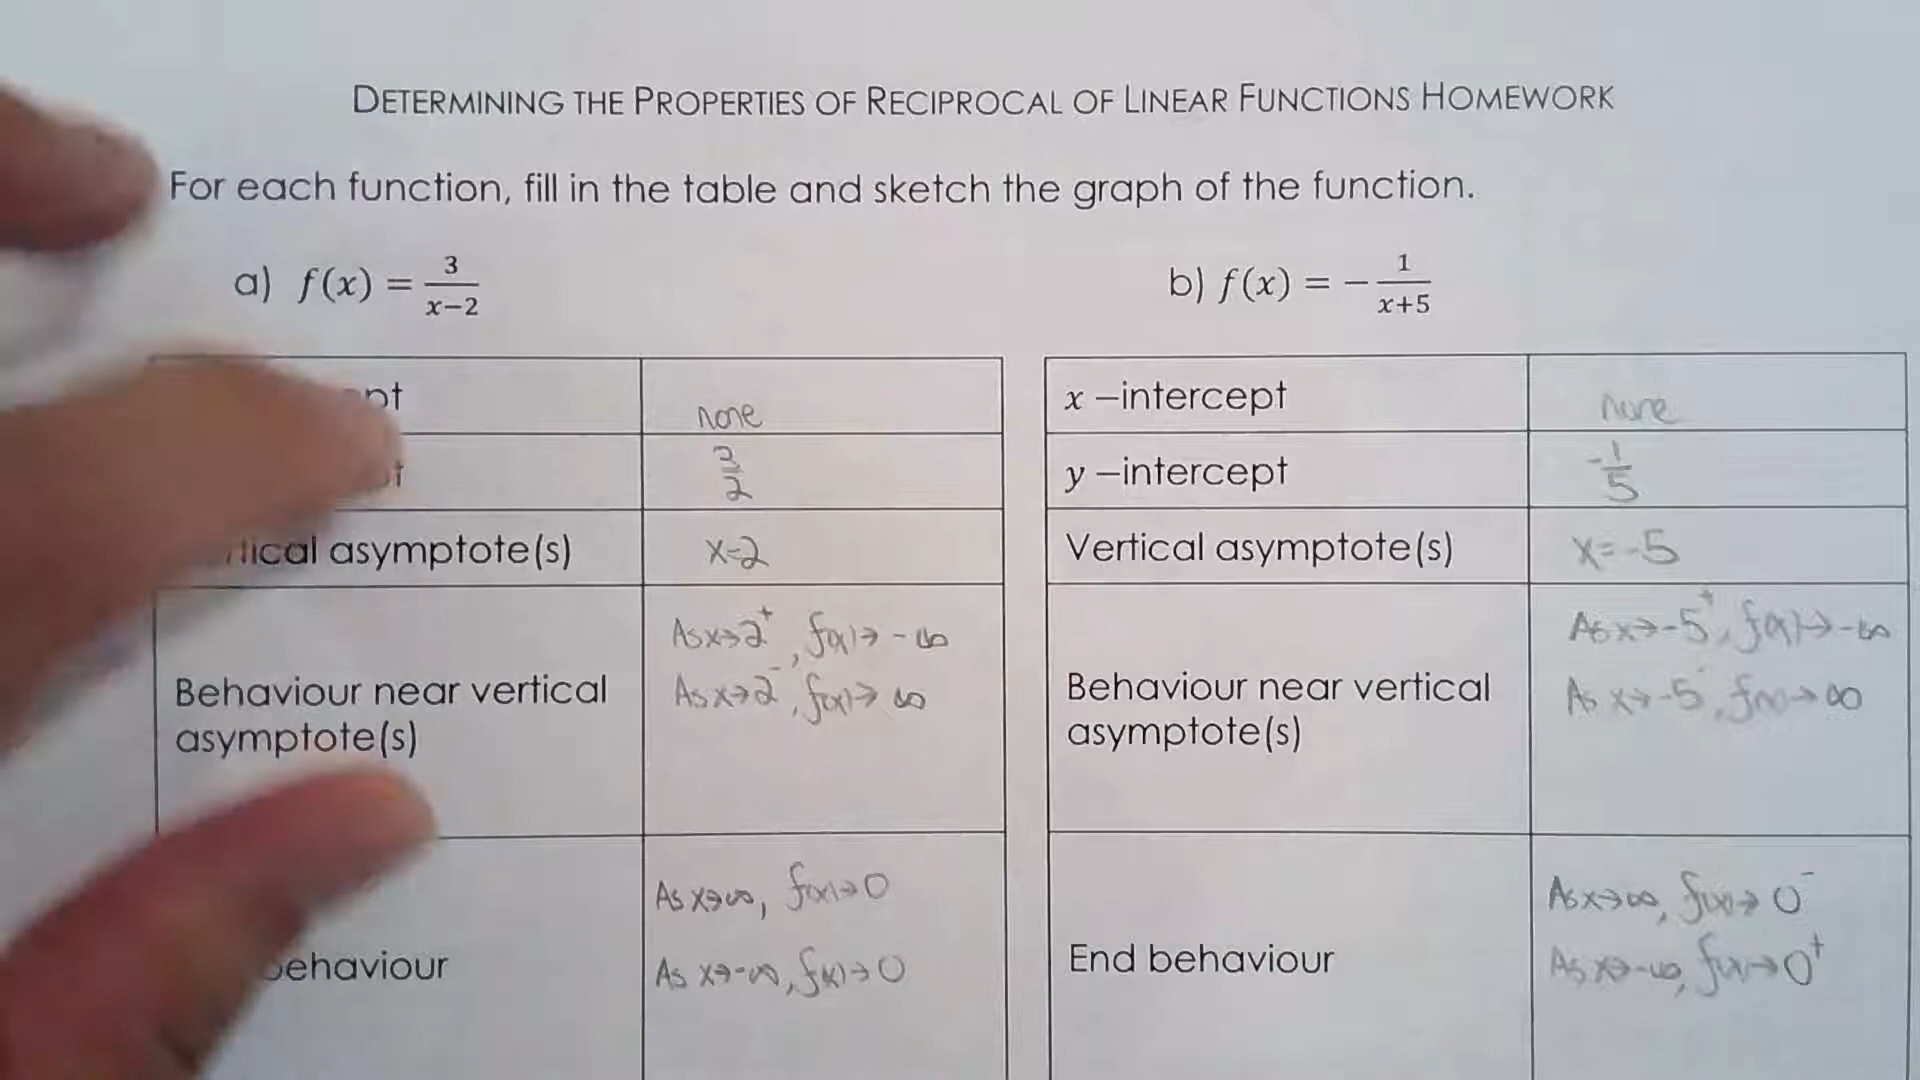 DETERMINING THE PROPERTIES OF RECIPROCAL OF LINEAR FUNCTIONS HOMEWORK
For each function, fill in the table and sketch the graph of the function.
a) f(x) = 3/(x−2)
pt
none
3/2
tical asymptote(s)
x=2
Behaviour near vertical
asymptote(s)
As x→2⁺, f(x)→ -∞
As x→2⁻, f(x)→ ∞
ehaviour
As x→∞, f(x)→0
As x→-∞, f(x)→0
b) f(x) = − 1/(x+5)
x –intercept
none
y –intercept
-1/5
Vertical asymptote(s)
x=-5
Behaviour near vertical
asymptote(s)
As x→-5⁺, f(x)→-∞
As x→-5⁻, f(x)→∞
End behaviour
As x→∞, f(x)→0⁻
As x→-∞, f(x)→0⁺